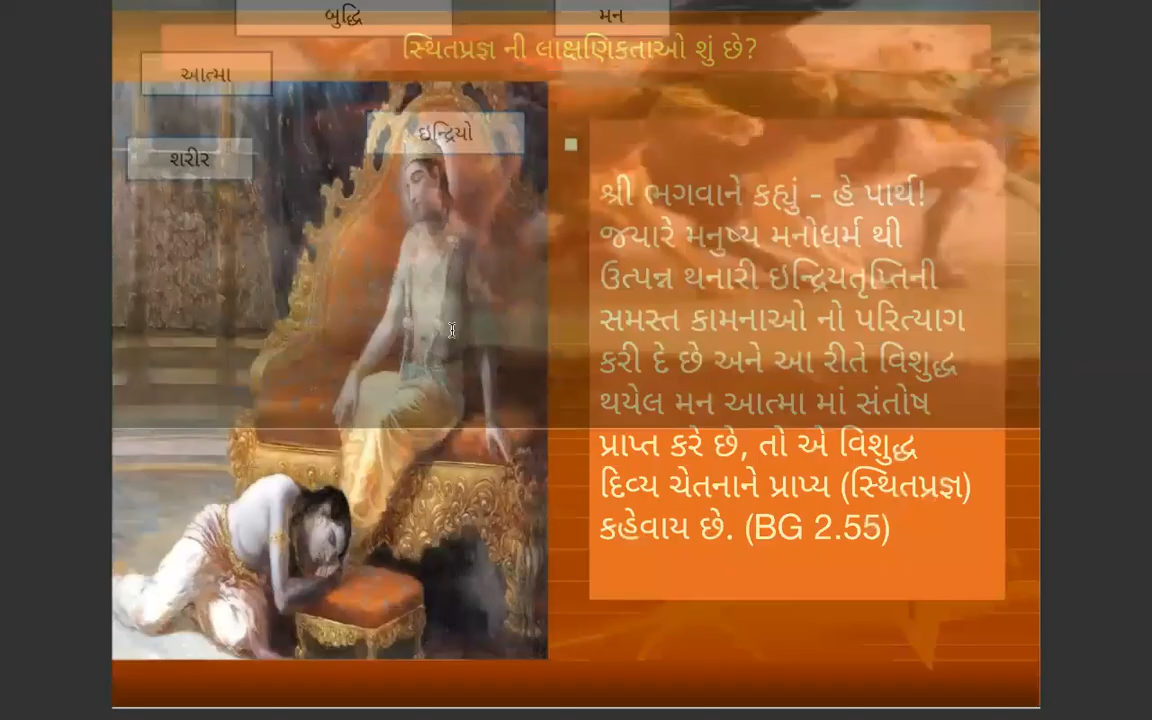 બુદ્ધિ
મન
સ્થિતપ્રજ્ઞ ની લાક્ષણિકતાઓ શું છે?
આત્મા
ઇન્દ્રિયો
શરીર
શ્રી ભગવાને કહ્યું - હે પાર્થ!
જ્યારે મનુષ્ય મનોધર્મ થી
ઉત્પન્ન થનારી ઇન્દ્રિયતૃપ્તિની
સમસ્ત કામનાઓ નો પરિત્યાગ
કરી દે છે અને આ રીતે વિશુદ્ધ
થયેલ મન આત્મા માં સંતોષ
પ્રાપ્ત કરે છે, તો એ વિશુદ્ધ
દિવ્ય ચેતનાને પ્રાપ્ય (સ્થિતપ્રજ્ઞ)
કહેવાય છે. (BG 2.55)